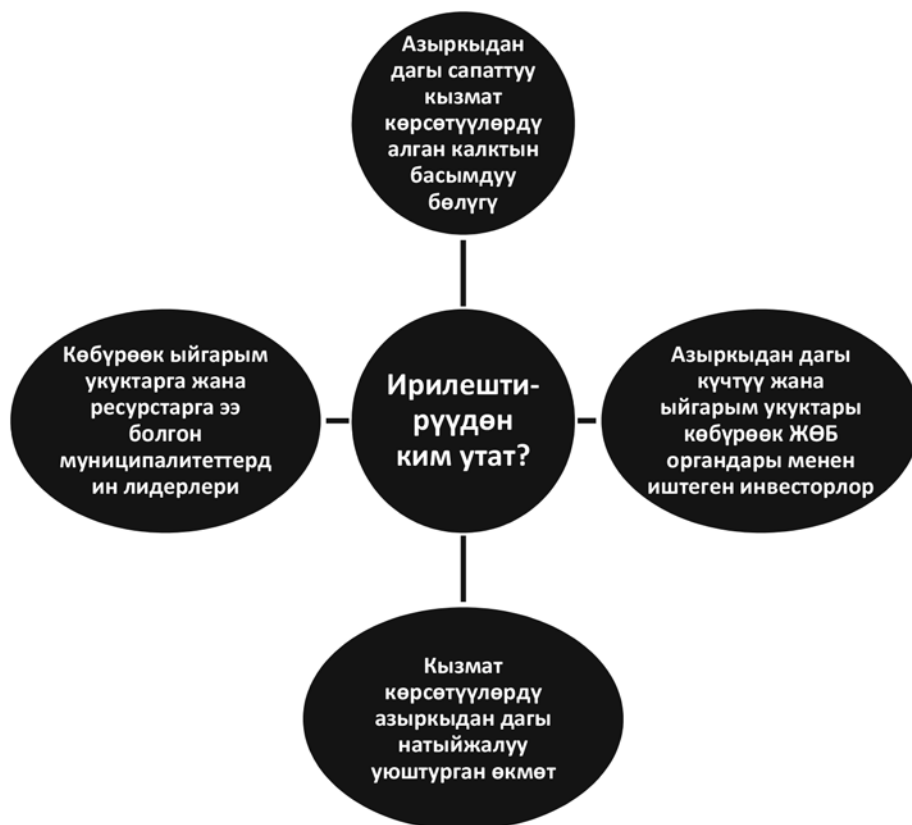 Азыркыдан
дагы сапаттуу
кызмат
көрсөтүүлөрдү
алган калктын
басымдуу
бөлүгү
Көбүрөөк ыйгарым
укуктарга жана
ресурстарга ээ
болгон
муниципалитеттерд
ин лидерлери
Ирилешти-
рүүдөн
ким утат?
Азыркыдан дагы
күчтүү жана
ыйгарым укуктары
көбүрөөк ЖӨБ
органдары менен
иштеген инвесторлор
Кызмат
көрсөтүүлөрдү
азыркыдан дагы
натыйжалуу
уюштурган өкмөт